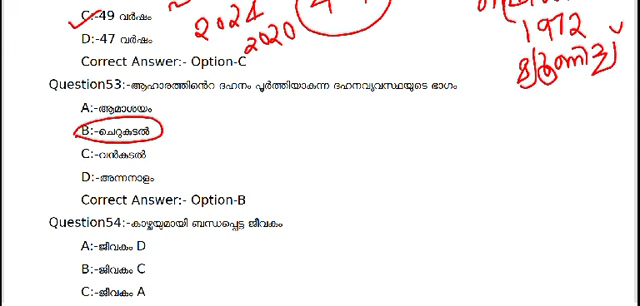 C:-49 വർഷം
2024
2020
1972
മ്യൂണിച്ച്
D:-47 വർഷം
Correct Answer:- Option-C
Question53:-ആഹാരത്തിൻറെ ദഹനം പൂർത്തിയാകുന്ന ദഹനവ്യവസ്ഥയുടെ ഭാഗം
A:-ആമാശയം
B:-ചെറുകുടൽ
C:-വൻകുടൽ
D:-അന്നനാളം
Correct Answer:- Option-B
Question54:-കാഴ്ചയുമായി ബന്ധപ്പെട്ട ജീവകം
A:-ജീവകം D
B:-ജീവകം C
C:-ജീവകം A